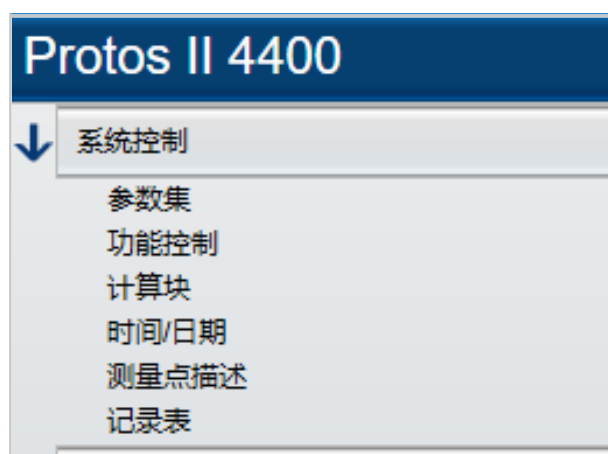 Protos II 4400
系统控制
参数集
功能控制
计算块
时间/日期
测量点描述
记录表